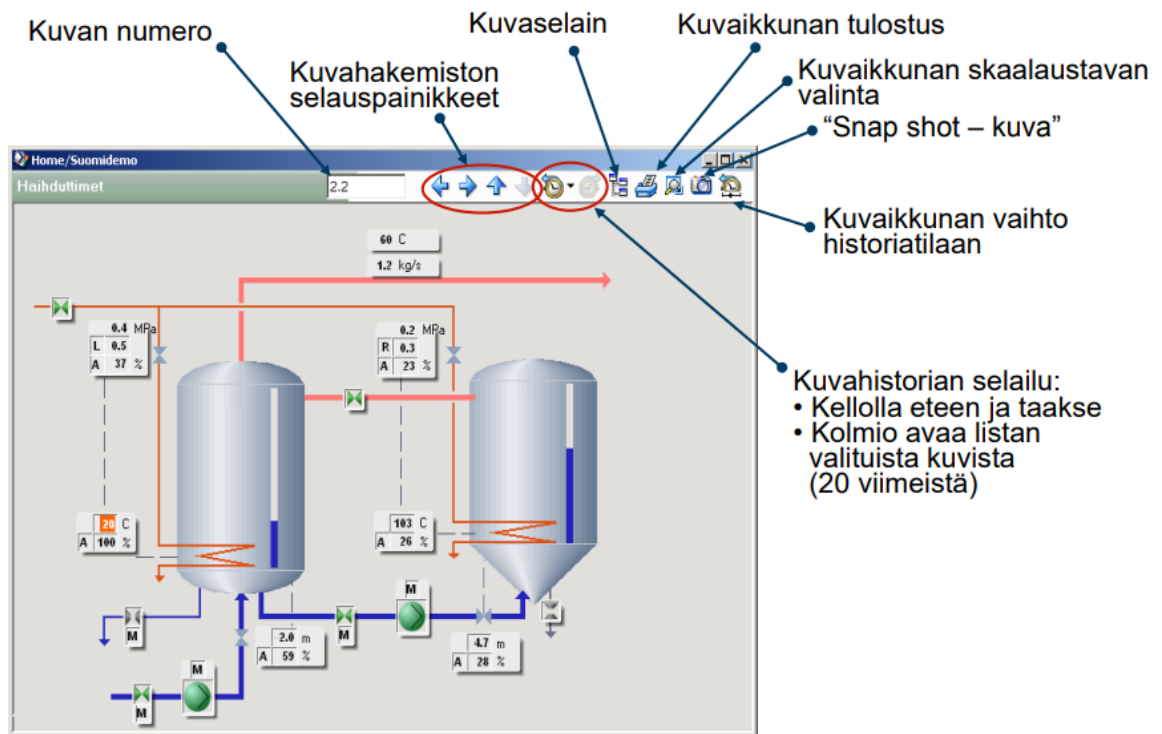 Kuvan numero
Kuvaselain
Kuvaikkunan tulostus
Kuvahakemiston
selauspainikkeet
Kuvaikkunan skaalaustavan
valinta
“Snap shot – kuva”
Home/Suomidemo
Haihduttimet
2.2
Kuvaikkunan vaihto
historiatilaan
60 C
1.2 kg/s
0.4 MPa
L 0.5
A 37 %
0.2 MPa
R 0.3
A 23 %
Kuvahistorian selailu:
• Kellolla eteen ja taakse
• Kolmio avaa listan
valituista kuvista
(20 viimeistä)
20 C
A 100 %
103 C
A 26 %
M
M
M
2.0 m
A 59 %
4.7 m
A 28 %
M
M